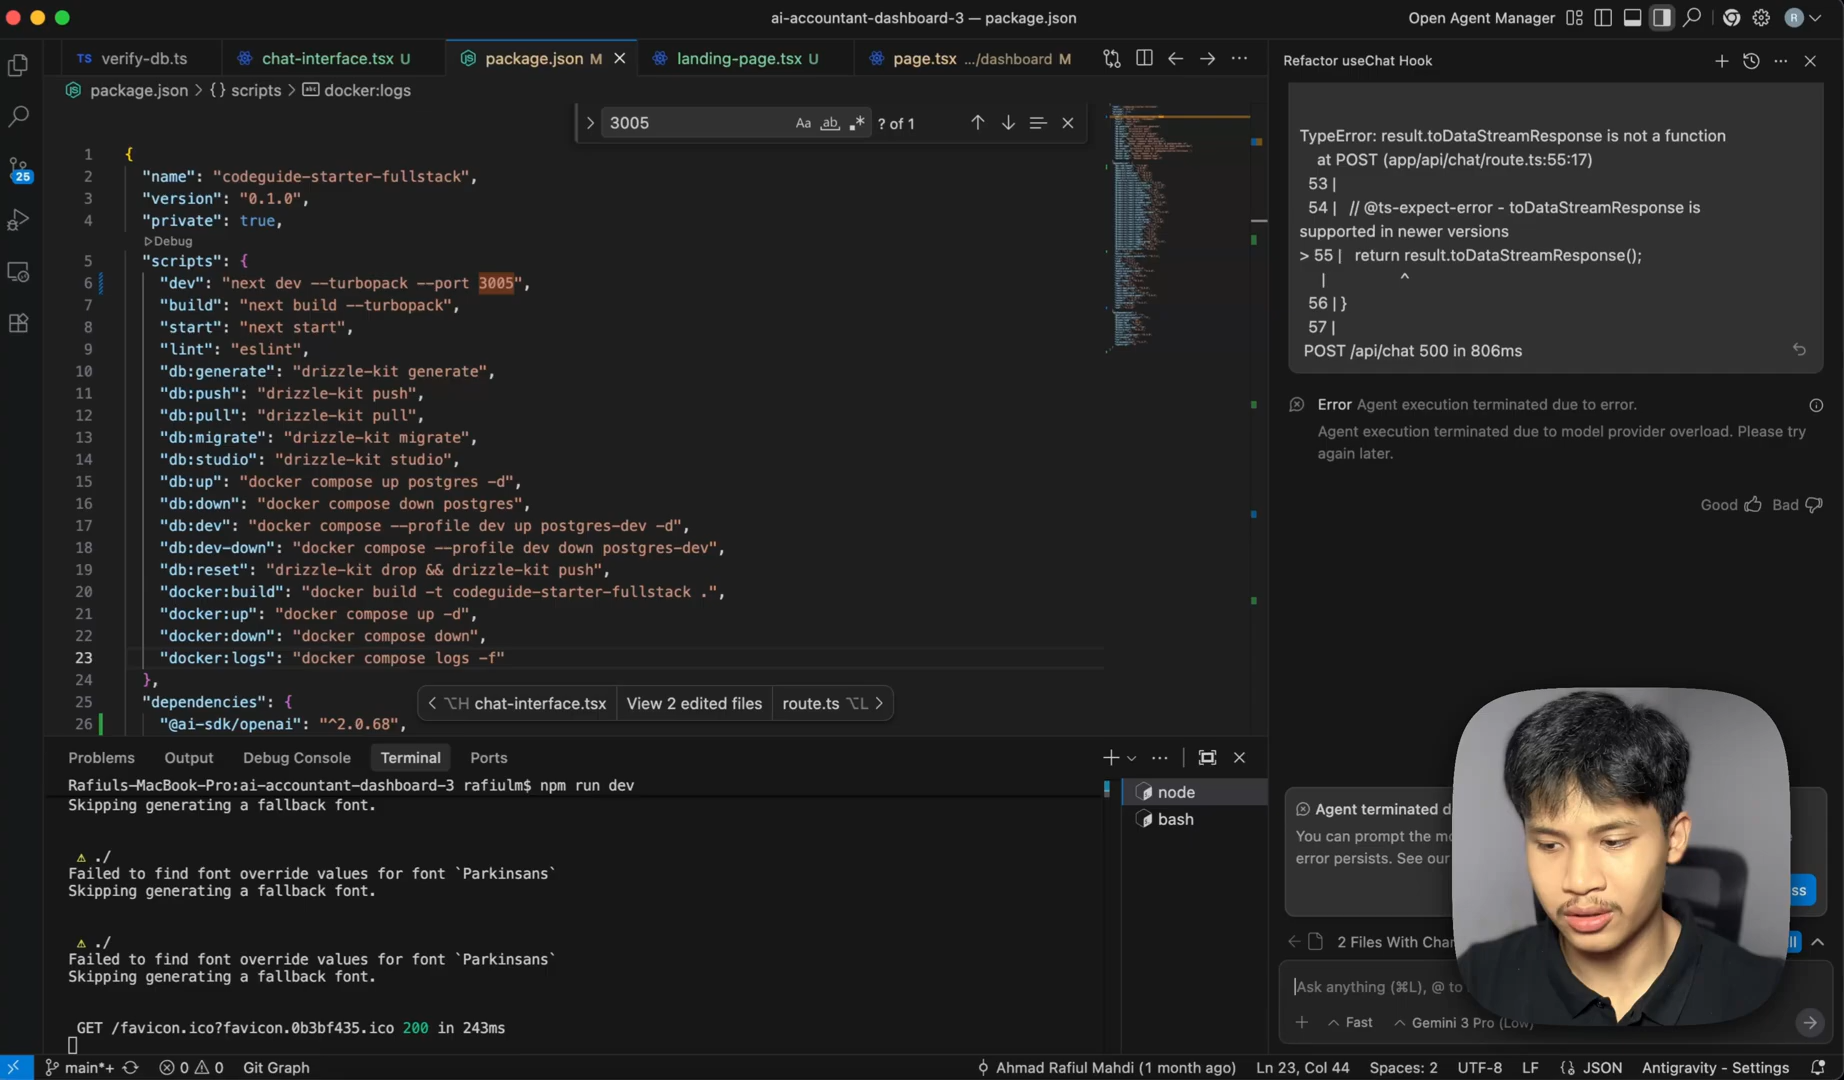 ai-accountant-dashboard-3 — package.json
Open Agent Manager
R
TS verify-db.ts
chat-interface.tsx U
package.json M
landing-page.tsx U
page.tsx .../dashboard M
package.json > {} scripts > docker:logs
3005
Aa ab
? of 1
25
1 {
2 "name": "codeguide-starter-fullstack",
3 "version": "0.1.0",
4 "private": true,
Debug
5 "scripts": {
6 "dev": "next dev --turbopack --port 3005",
7 "build": "next build --turbopack",
8 "start": "next start",
9 "lint": "eslint",
10 "db:generate": "drizzle-kit generate",
11 "db:push": "drizzle-kit push",
12 "db:pull": "drizzle-kit pull",
13 "db:migrate": "drizzle-kit migrate",
14 "db:studio": "drizzle-kit studio",
15 "db:up": "docker compose up postgres -d",
16 "db:down": "docker compose down postgres",
17 "db:dev": "docker compose --profile dev up postgres-dev -d",
18 "db:dev-down": "docker compose --profile dev down postgres-dev",
19 "db:reset": "drizzle-kit drop && drizzle-kit push",
20 "docker:build": "docker build -t codeguide-starter-fullstack .",
21 "docker:up": "docker compose up -d",
22 "docker:down": "docker compose down",
23 "docker:logs": "docker compose logs -f"
24 },
25 "dependencies": {
26 "@ai-sdk/openai": "^2.0.68",
< ⌥H chat-interface.tsx
View 2 edited files
route.ts ⌥L >
Problems
Output
Debug Console
Terminal
Ports
Rafiuls-MacBook-Pro:ai-accountant-dashboard-3 rafiulm$ npm run dev
Skipping generating a fallback font.
⚠ ./
Failed to find font override values for font `Parkinsans`
Skipping generating a fallback font.
⚠ ./
Failed to find font override values for font `Parkinsans`
Skipping generating a fallback font.
GET /favicon.ico?favicon.0b3bf435.ico 200 in 243ms
node
bash
Refactor useChat Hook
TypeError: result.toDataStreamResponse is not a function
at POST (app/api/chat/route.ts:55:17)
53 |
54 | // @ts-expect-error - toDataStreamResponse is
supported in newer versions
> 55 | return result.toDataStreamResponse();
| ^
56 | }
57 |
POST /api/chat 500 in 806ms
Error Agent execution terminated due to error.
Agent execution terminated due to model provider overload. Please try
again later.
Good
Bad
Agent terminated d
You can prompt the mo
error persists. See our
ss
2 Files With Char
ll
Ask anything (⌘L), @ to
Fast
Gemini 3 Pro (Low)
main*+
0 0
Git Graph
Ahmad Rafiul Mahdi (1 month ago)
Ln 23, Col 44
Spaces: 2
UTF-8
LF
{} JSON
Antigravity - Settings